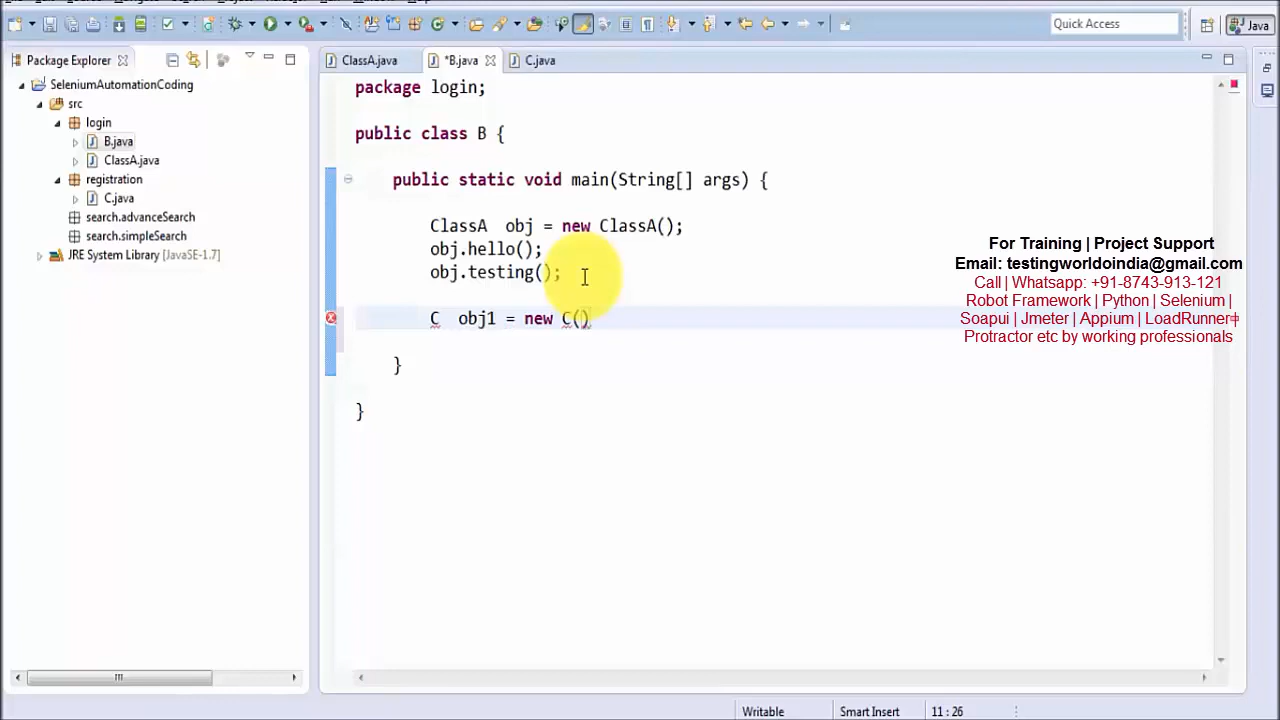 Quick Access
Java
Package Explorer
ClassA.java
*B.java
C.java
SeleniumAutomationCoding
src
login
B.java
ClassA.java
registration
C.java
search.advanceSearch
search.simpleSearch
JRE System Library [JavaSE-1.7]
package login;
public class B {
public static void main(String[] args) {
ClassA obj = new ClassA();
obj.hello();
obj.testing();
C obj1 = new C()
}
}
For Training | Project Support
Email: testingworldoindia@gmail.com
Call | Whatsapp: +91-8743-913-121
Robot Framework | Python | Selenium |
Soapui | Jmeter | Appium | LoadRunner+
Protractor etc by working professionals
Writable
Smart Insert
11 : 26